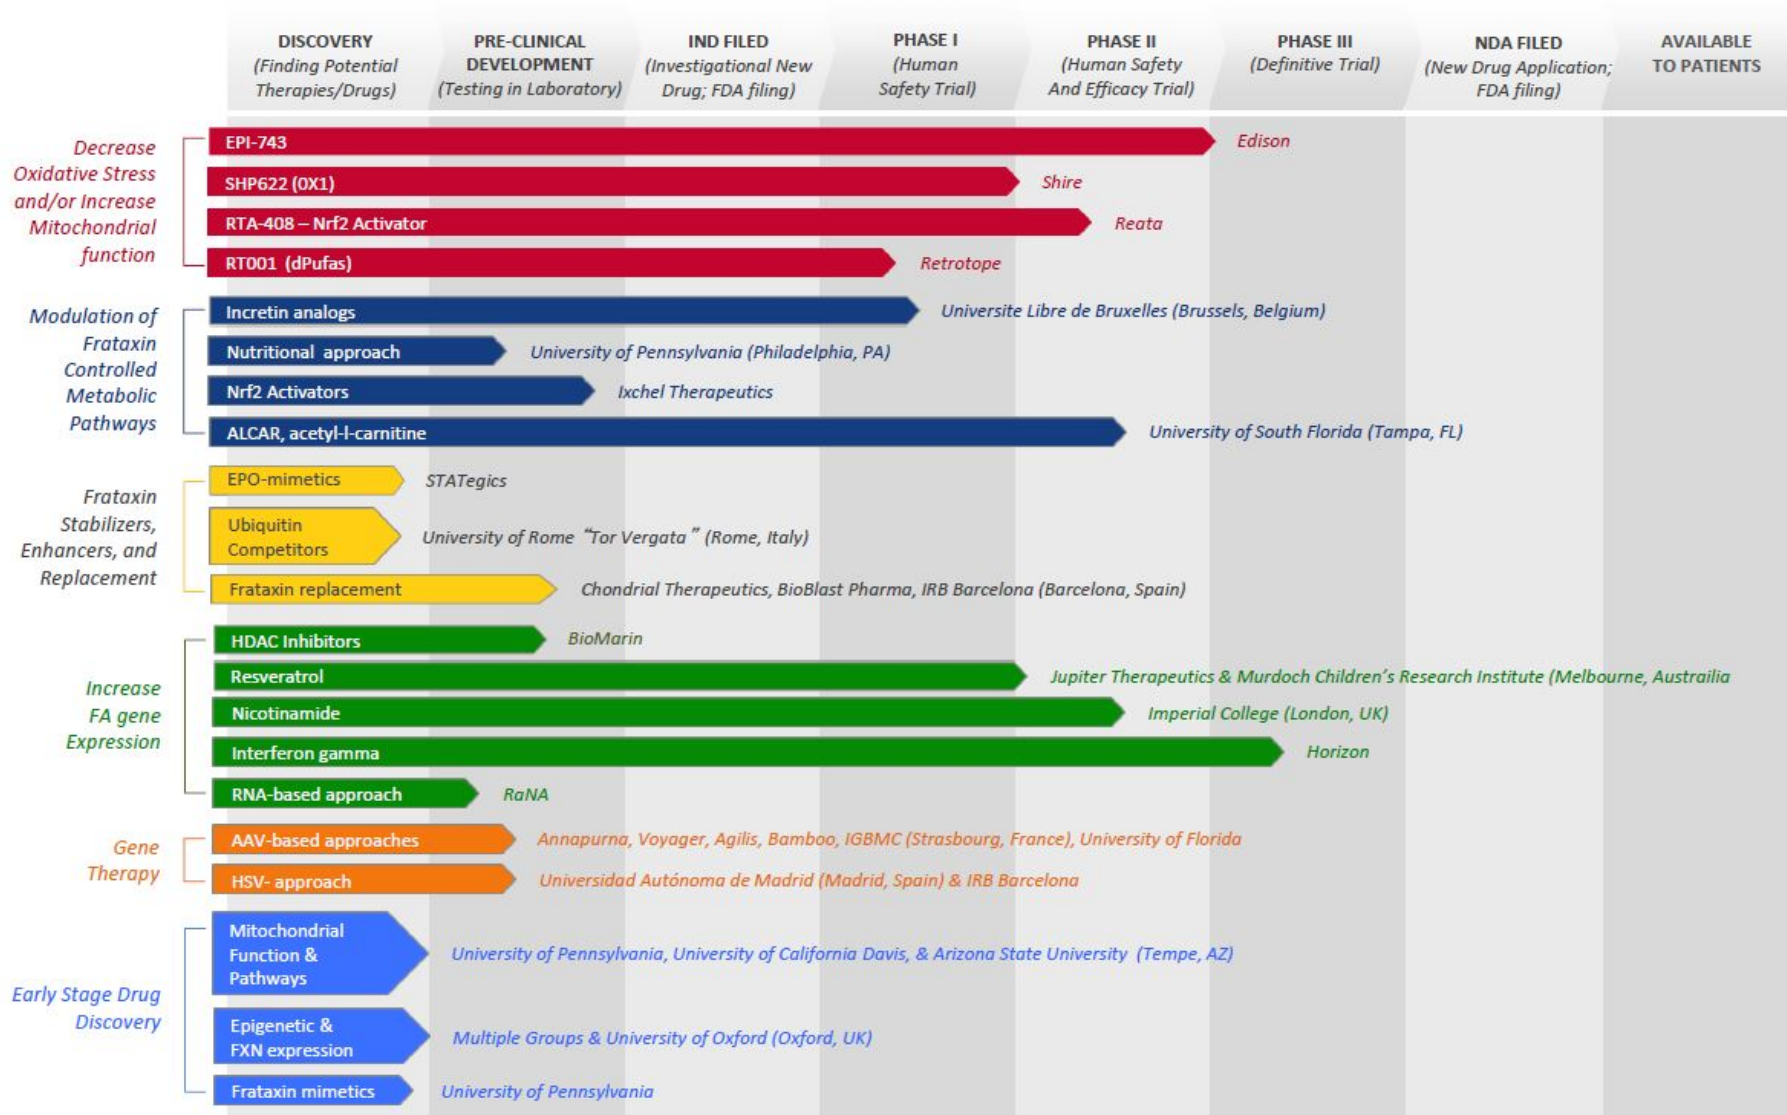 DISCOVERY
(Finding Potential
Therapies/Drugs)
PRE-CLINICAL
DEVELOPMENT
(Testing in Laboratory)
IND FILED
(Investigational New
Drug; FDA filing)
PHASE I
(Human
Safety Trial)
PHASE II
(Human Safety
And Efficacy Trial)
PHASE III
(Definitive Trial)
NDA FILED
(New Drug Application;
FDA filing)
AVAILABLE
TO PATIENTS
Decrease
Oxidative Stress
and/or Increase
Mitochondrial
function
EPI-743
Edison
SHP622 (0X1)
Shire
RTA-408 – Nrf2 Activator
Reata
RT001 (dPufas)
Retrotope
Modulation of
Frataxin
Controlled
Metabolic
Pathways
Incretin analogs
Universite Libre de Bruxelles (Brussels, Belgium)
Nutritional approach
University of Pennsylvania (Philadelphia, PA)
Nrf2 Activators
Ixchel Therapeutics
ALCAR, acetyl-l-carnitine
University of South Florida (Tampa, FL)
Frataxin
Stabilizers,
Enhancers, and
Replacement
EPO-mimetics
STATegics
Ubiquitin
Competitors
University of Rome “Tor Vergata” (Rome, Italy)
Frataxin replacement
Chondrial Therapeutics, BioBlast Pharma, IRB Barcelona (Barcelona, Spain)
Increase
FA gene
Expression
HDAC Inhibitors
BioMarin
Resveratrol
Jupiter Therapeutics & Murdoch Children’s Research Institute (Melbourne, Austrailia
Nicotinamide
Imperial College (London, UK)
Interferon gamma
Horizon
RNA-based approach
RaNA
Gene
Therapy
AAV-based approaches
Annapurna, Voyager, Agilis, Bamboo, IGBMC (Strasbourg, France), University of Florida
HSV- approach
Universidad Autónoma de Madrid (Madrid, Spain) & IRB Barcelona
Early Stage Drug
Discovery
Mitochondrial
Function &
Pathways
University of Pennsylvania, University of California Davis, & Arizona State University (Tempe, AZ)
Epigenetic &
FXN expression
Multiple Groups & University of Oxford (Oxford, UK)
Frataxin mimetics
University of Pennsylvania